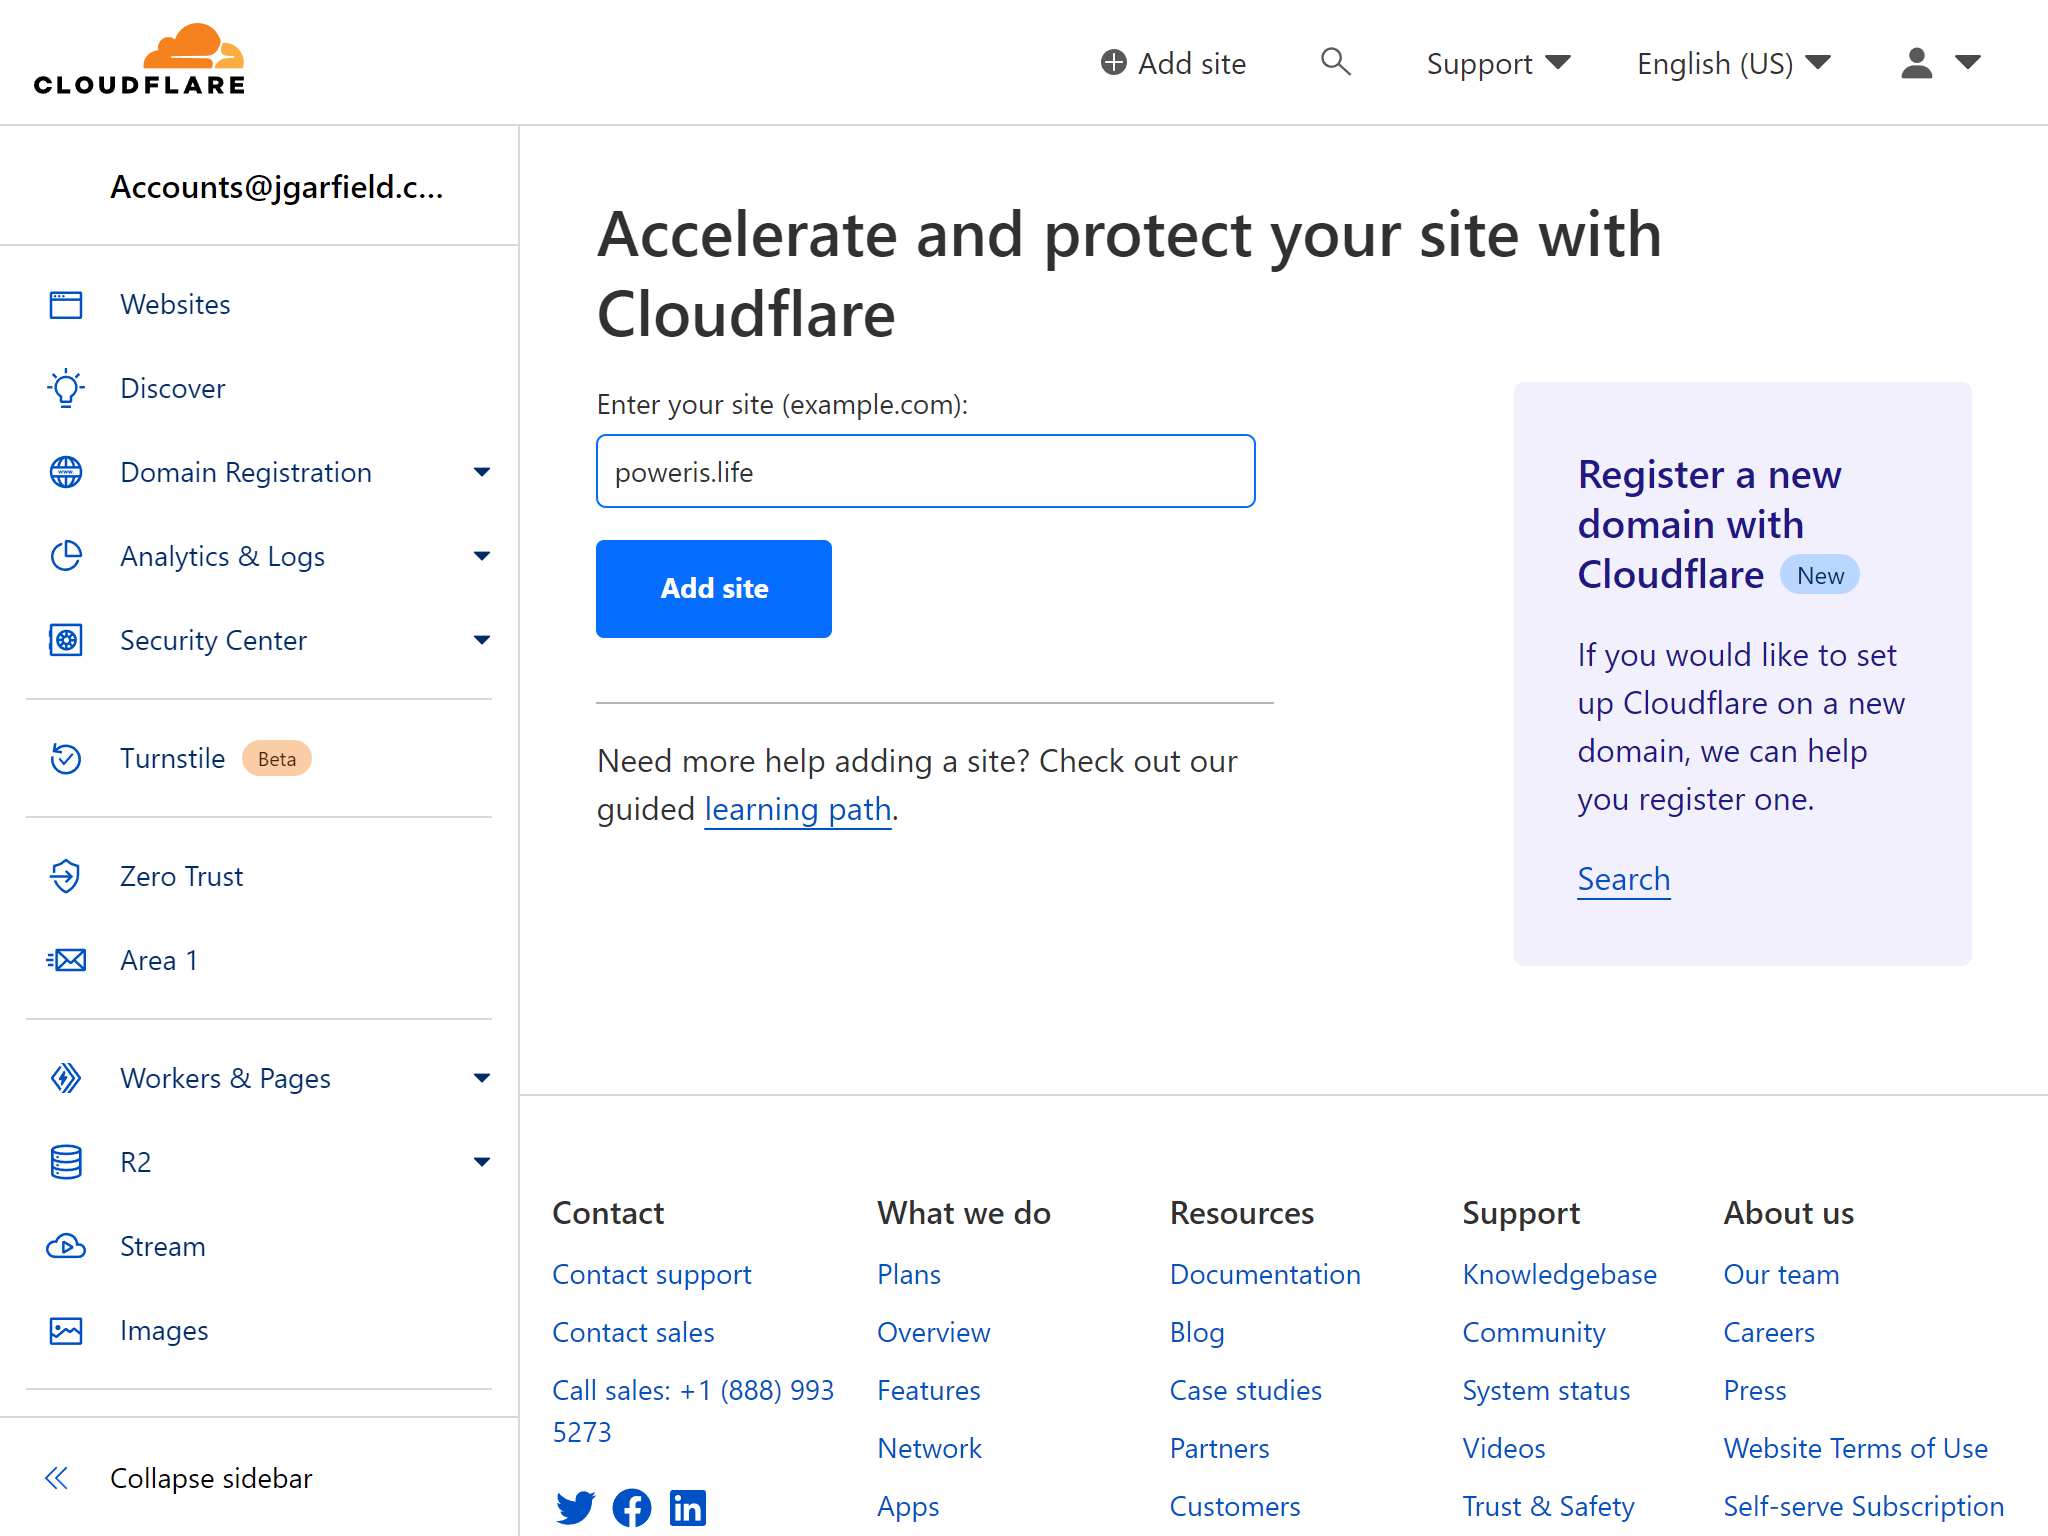 CLOUDFLARE
Add site
Support
English (US)
Accounts@jgarfield.c...
Websites
Discover
Domain Registration
Analytics & Logs
Security Center
Turnstile Beta
Zero Trust
Area 1
Workers & Pages
R2
Stream
Images
Collapse sidebar
Accelerate and protect your site with
Cloudflare
Enter your site (example.com):
poweris.life
Add site
Need more help adding a site? Check out our
guided learning path.
Register a new
domain with
Cloudflare New
If you would like to set
up Cloudflare on a new
domain, we can help
you register one.
Search
Contact
Contact support
Contact sales
Call sales: +1 (888) 993
5273
What we do
Plans
Overview
Features
Network
Apps
Resources
Documentation
Blog
Case studies
Partners
Customers
Support
Knowledgebase
Community
System status
Videos
Trust & Safety
About us
Our team
Careers
Press
Website Terms of Use
Self-serve Subscription